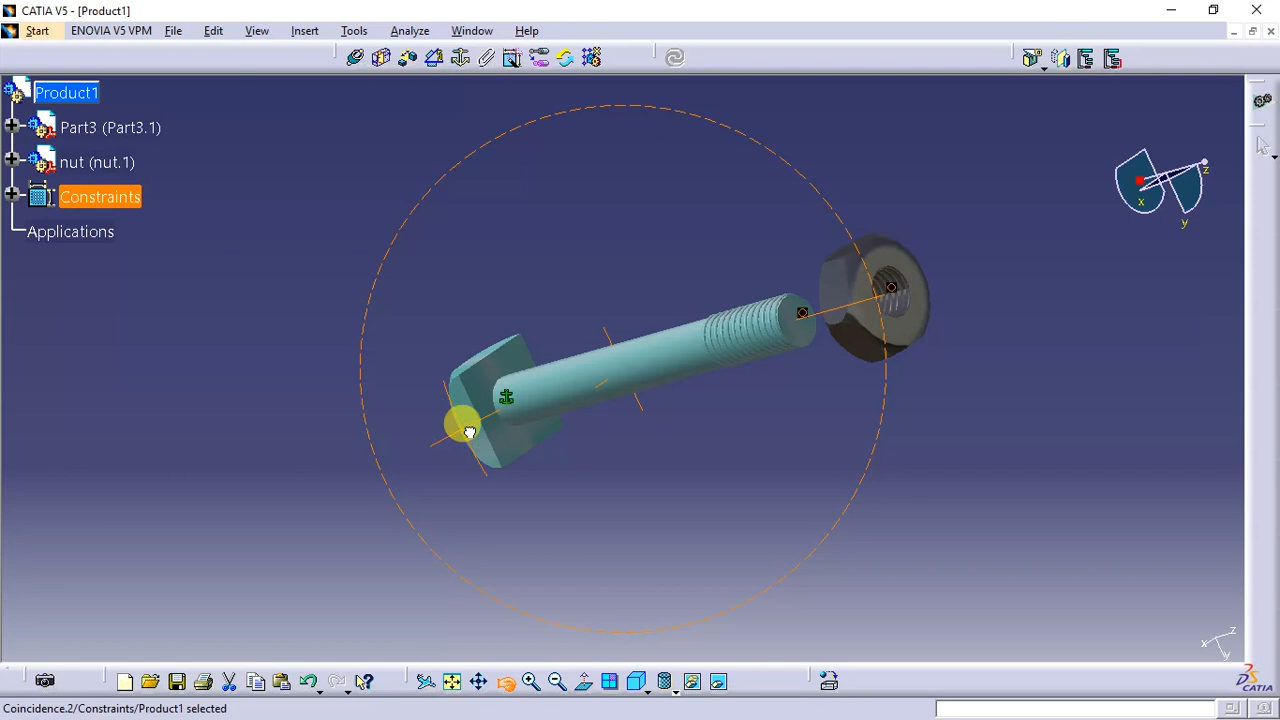 CATIA V5 - [Product1]
Start ENOVIA V5 VPM File Edit View Insert Tools Analyze Window Help
Product1
Part3 (Part3.1)
nut (nut.1)
Constraints
Applications
z
x
y
z
x
y
CATIA
Coincidence.2/Constraints/Product1 selected